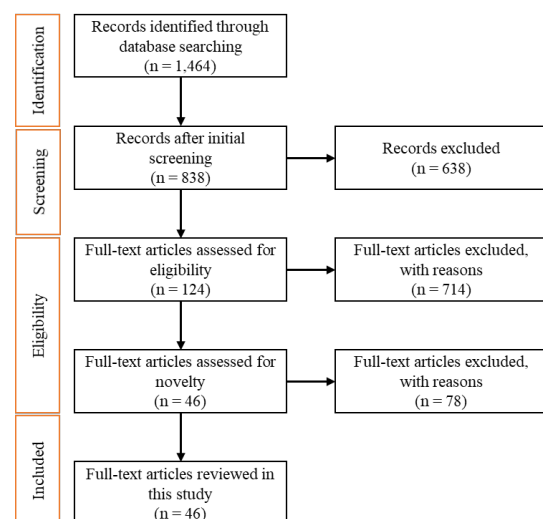 Identification
Records identified through
database searching
(n = 1,464)
Screening
Records after initial
screening
(n = 838)
Records excluded
(n = 638)
Eligibility
Full-text articles assessed for
eligibility
(n = 124)
Full-text articles excluded,
with reasons
(n = 714)
Full-text articles assessed for
novelty
(n = 46)
Full-text articles excluded,
with reasons
(n = 78)
Included
Full-text articles reviewed in
this study
(n = 46)